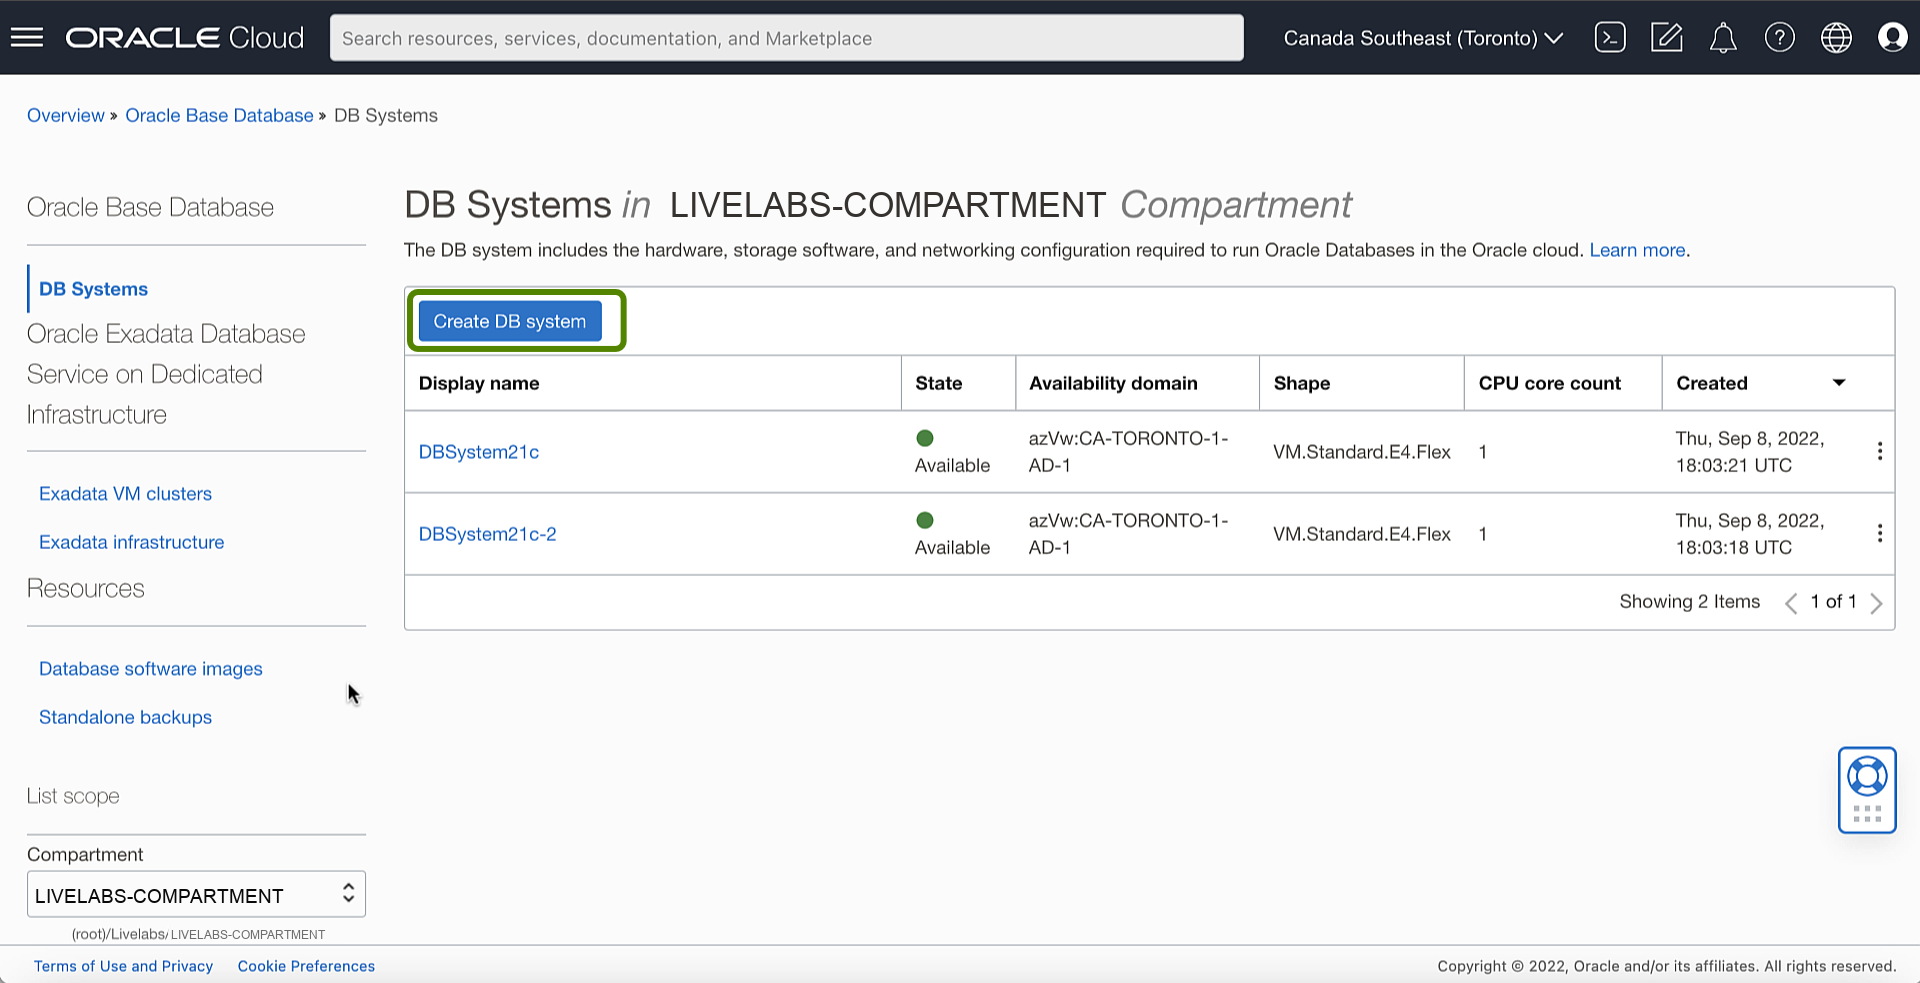 ORACLE Cloud
Search resources, services, documentation, and Marketplace
Canada Southeast (Toronto)
Overview » Oracle Base Database » DB Systems
Oracle Base Database
DB Systems
Oracle Exadata Database
Service on Dedicated
Infrastructure
Exadata VM clusters
Exadata infrastructure
Resources
Database software images
Standalone backups
List scope
Compartment
LIVELABS-COMPARTMENT
(root)/Livelabs/LIVELABS-COMPARTMENT
DB Systems in LIVELABS-COMPARTMENT Compartment
The DB system includes the hardware, storage software, and networking configuration required to run Oracle Databases in the Oracle cloud. Learn more.
Create DB system
Display name State Availability domain Shape CPU core count Created
DBSystem21c Available azVw:CA-TORONTO-1-AD-1 VM.Standard.E4.Flex 1 Thu, Sep 8, 2022, 18:03:21 UTC
DBSystem21c-2 Available azVw:CA-TORONTO-1-AD-1 VM.Standard.E4.Flex 1 Thu, Sep 8, 2022, 18:03:18 UTC
Showing 2 Items 1 of 1
Terms of Use and Privacy Cookie Preferences
Copyright © 2022, Oracle and/or its affiliates. All rights reserved.